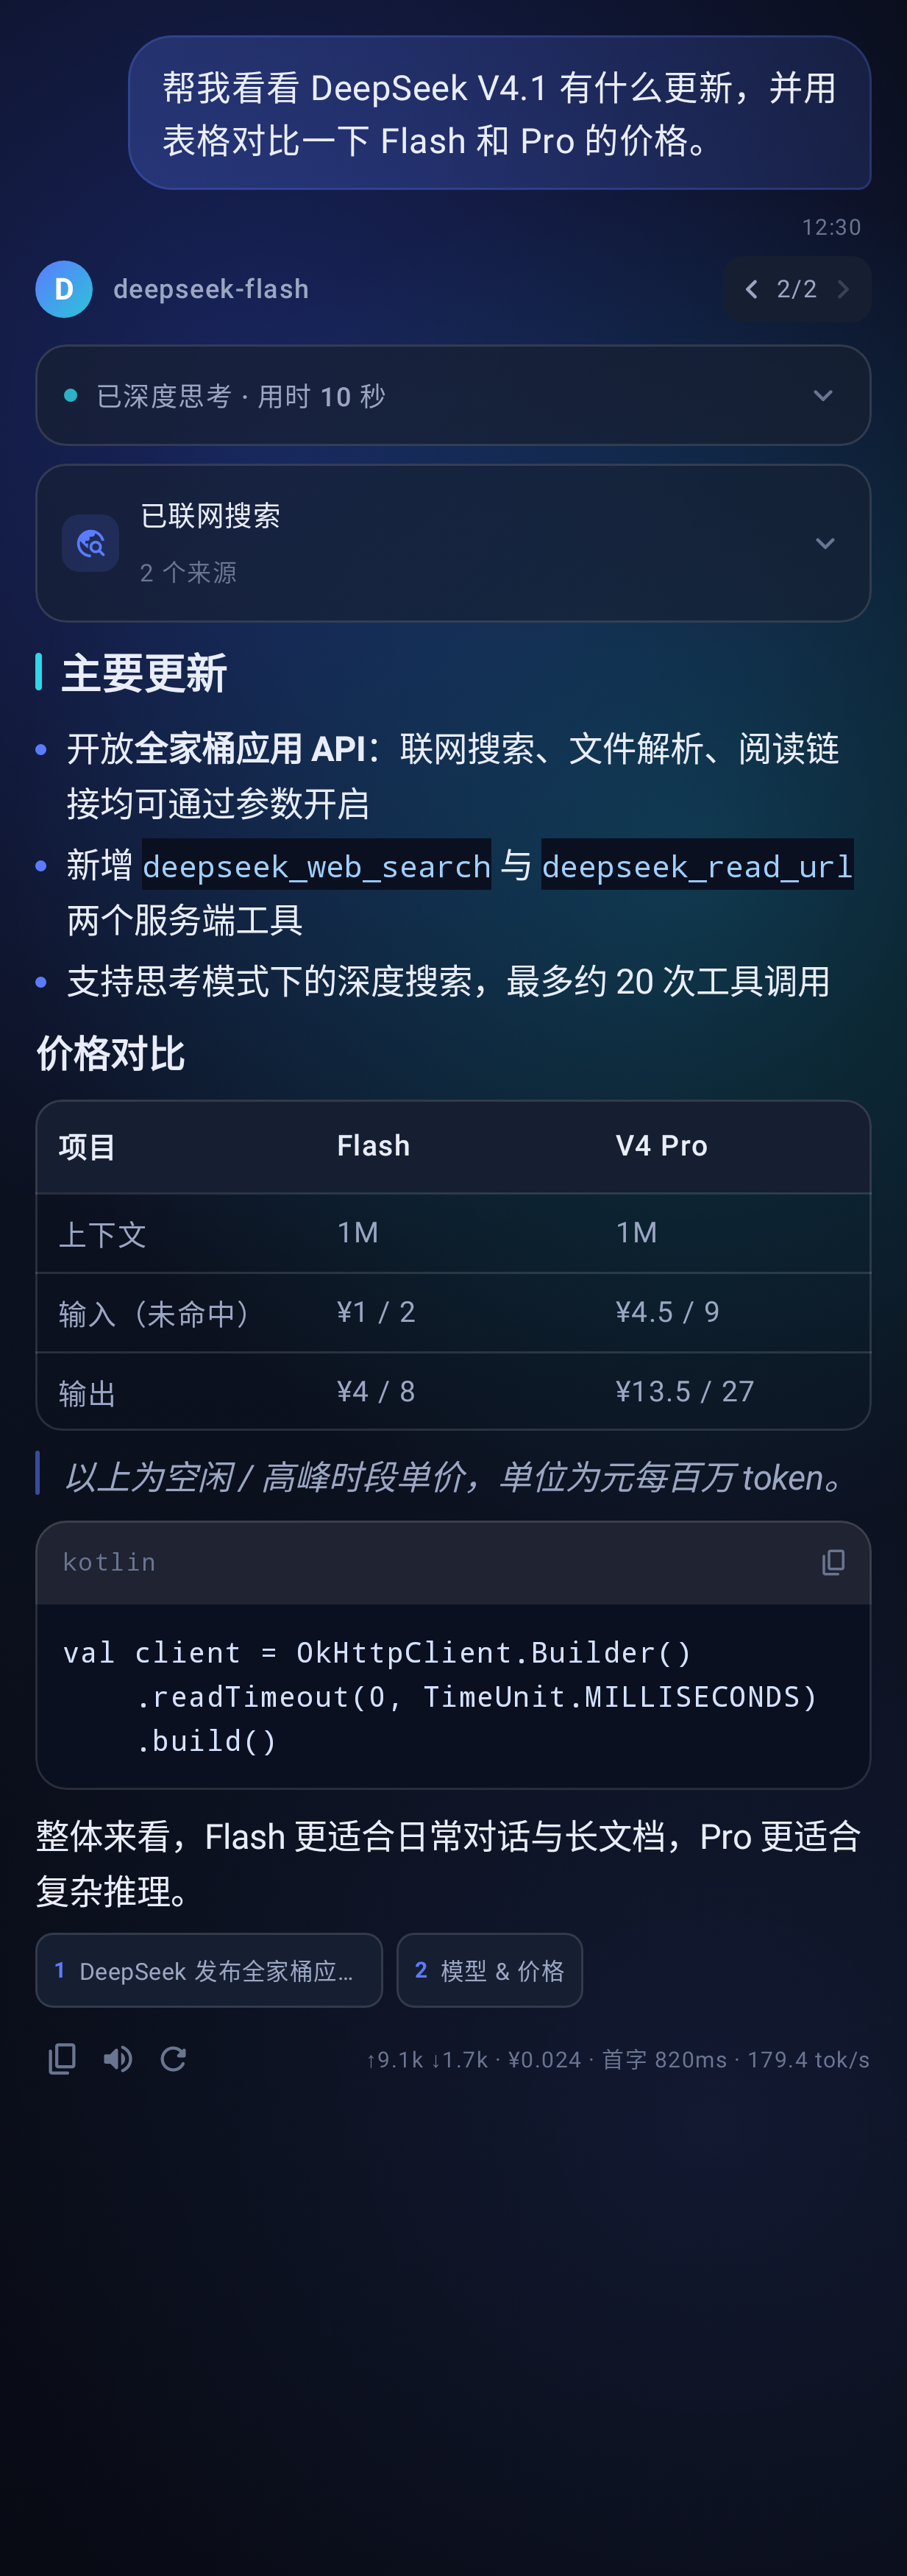 帮我看看 DeepSeek V4.1 有什么更新，并用
表格对比一下 Flash 和 Pro 的价格。
12:30
D deepseek-flash 2/2
已深度思考 · 用时 10 秒
已联网搜索
2 个来源
主要更新
开放全家桶应用 API：联网搜索、文件解析、阅读链
接均可通过参数开启
新增 deepseek_web_search 与 deepseek_read_url
两个服务端工具
支持思考模式下的深度搜索，最多约 20 次工具调用
价格对比
项目 Flash V4 Pro
上下文 1M 1M
输入（未命中） ¥1 / 2 ¥4.5 / 9
输出 ¥4 / 8 ¥13.5 / 27
以上为空闲 / 高峰时段单价，单位为元每百万 token。
kotlin
val client = OkHttpClient.Builder()
    .readTimeout(0, TimeUnit.MILLISECONDS)
    .build()
整体来看，Flash 更适合日常对话与长文档，Pro 更适合
复杂推理。
1 DeepSeek 发布全家桶应... 2 模型 & 价格
↑9.1k ↓1.7k · ¥0.024 · 首字 820ms · 179.4 tok/s